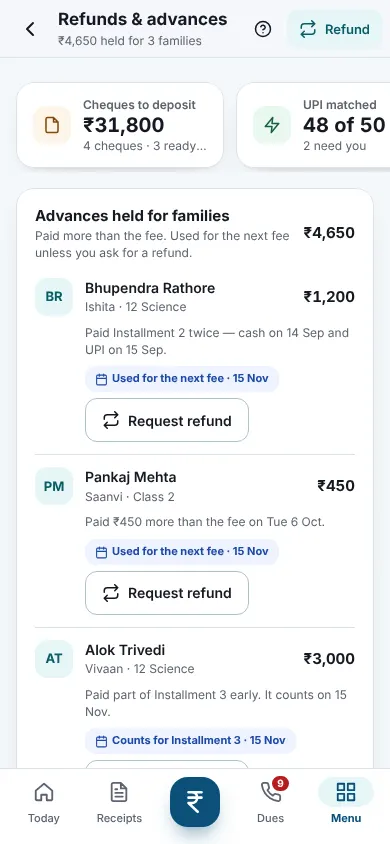 Refunds & advances
₹4,650 held for 3 families
Refund
Cheques to deposit
₹31,800
4 cheques · 3 ready...
UPI matched
48 of 50
2 need you
Advances held for families
Paid more than the fee. Used for the next fee
unless you ask for a refund.
₹4,650
BR
Bhupendra Rathore
Ishita · 12 Science
₹1,200
Paid Installment 2 twice — cash on 14 Sep and
UPI on 15 Sep.
Used for the next fee · 15 Nov
Request refund
PM
Pankaj Mehta
Saanvi · Class 2
₹450
Paid ₹450 more than the fee on Tue 6 Oct.
Used for the next fee · 15 Nov
Request refund
AT
Alok Trivedi
Vivaan · 12 Science
₹3,000
Paid part of Installment 3 early. It counts on 15
Nov.
Counts for Installment 3 · 15 Nov
Today
Receipts
₹
9
Dues
Menu